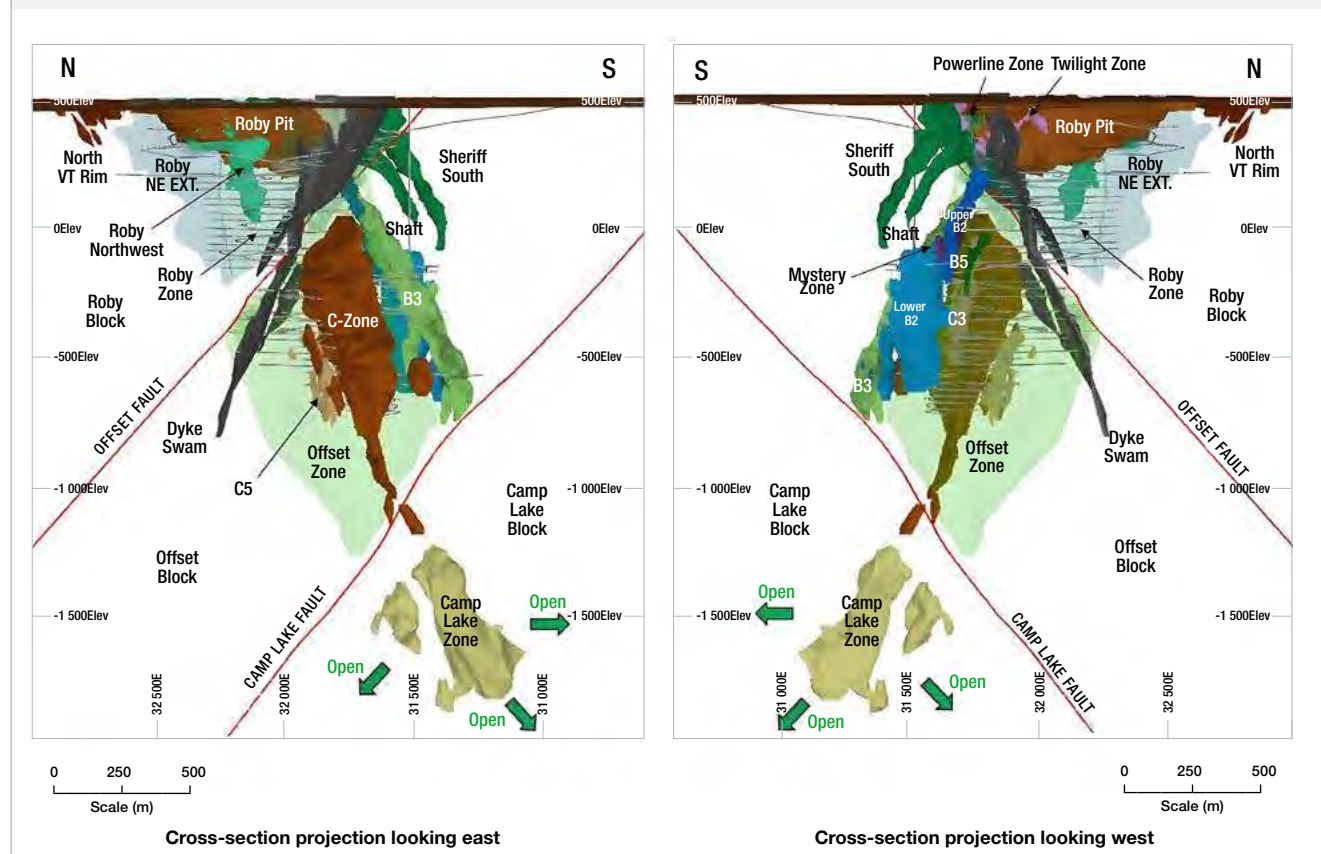 N
S
500Elev
500Elev
Roby Pit
North
VT Rim
Roby
NE EXT.
Sheriff
South
Roby
Northwest
0Elev
0Elev
Shaft
Roby
Zone
Roby
Block
B3
C-Zone
-500Elev
-500Elev
OFFSET FAULT
Dyke
Swam
Offset
Zone
C5
-1 000Elev
-1 000Elev
Camp
Lake
Block
Offset
Block
CAMP LAKE FAULT
Camp
Lake
Zone
Open
-1 500Elev
-1 500Elev
Open
Open
32 500E
32 000E
31 500E
31 000E
0 250 500
Scale (m)
Cross-section projection looking east
S
N
Powerline Zone
Twilight Zone
500Elev
500Elev
Roby Pit
Sheriff
South
Roby
NE EXT.
North
VT Rim
Upper
B2
0Elev
0Elev
Shaft
B5
Mystery
Zone
Roby
Zone
Roby
Block
Lower
B2
C3
-500Elev
-500Elev
B3
OFFSET FAULT
Dyke
Swam
Offset
Zone
-1 000Elev
-1 000Elev
Camp
Lake
Block
Offset
Block
Open
-1 500Elev
-1 500Elev
Camp
Lake
Zone
CAMP LAKE FAULT
Open
Open
31 000E
31 500E
32 000E
32 500E
0 250 500
Scale (m)
Cross-section projection looking west